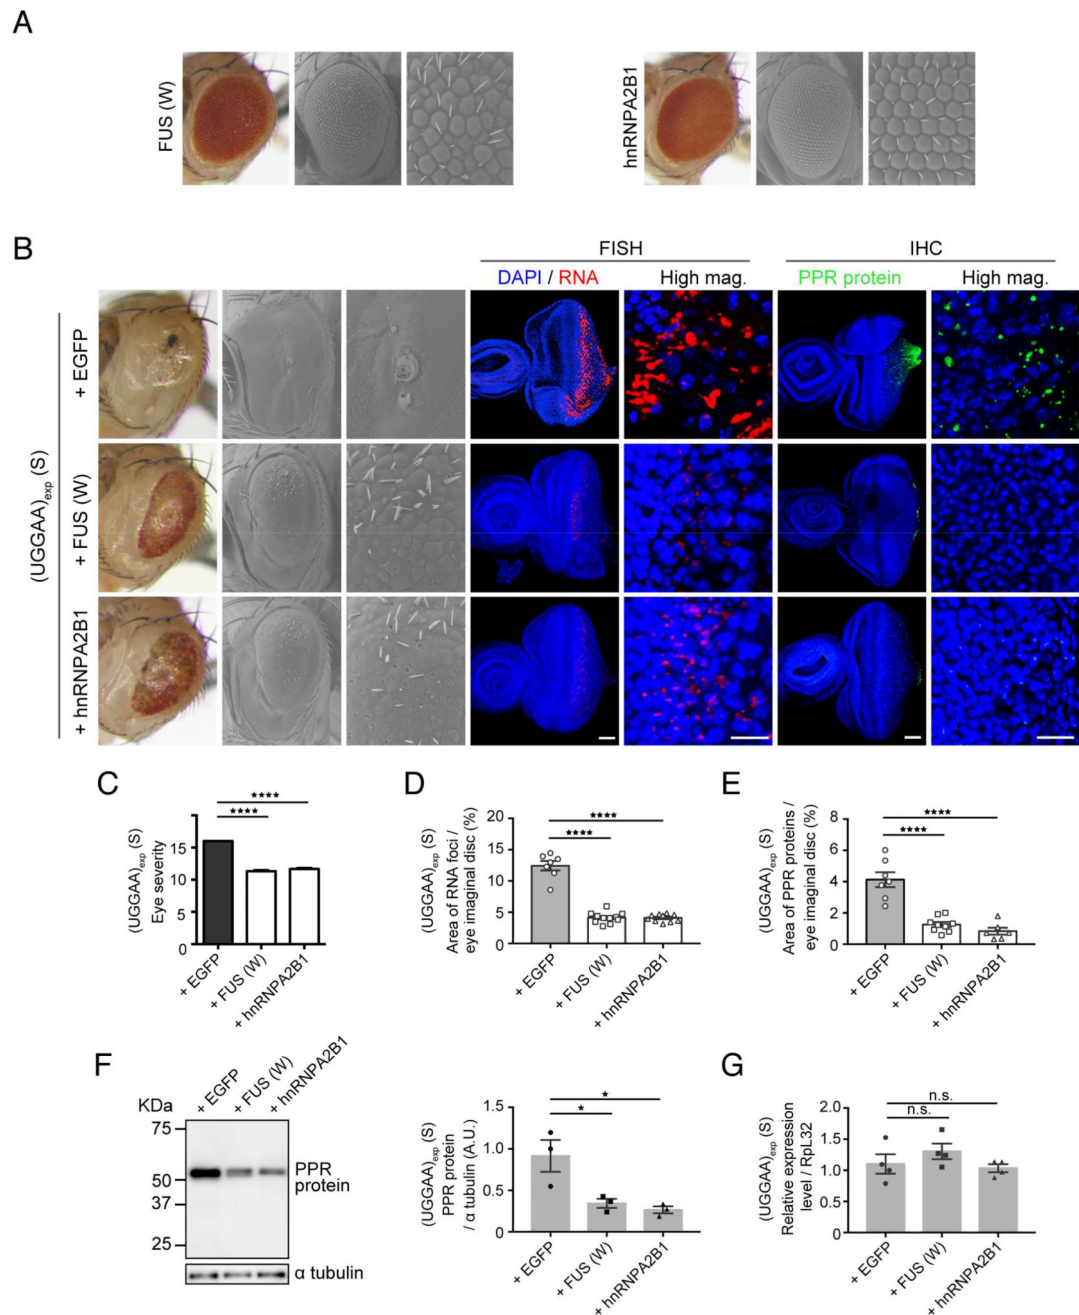 A
FUS (W)
hnRNPA2B1
B
FISH
IHC
DAPI / RNA
High mag.
PPR protein
High mag.
(UGGAA)exp (S)
+ EGFP
+ FUS (W)
+ hnRNPA2B1
C
(UGGAA)exp (S)
Eye severity
15
10
5
0
★★★★
★★★★
+ EGFP
+ FUS (W)
+ hnRNPA2B1
D
(UGGAA)exp (S)
Area of RNA foci /
eye imaginal disc (%)
20
15
10
5
0
★★★★
★★★★
+ EGFP
+ FUS (W)
+ hnRNPA2B1
E
(UGGAA)exp (S)
Area of PPR proteins /
eye imaginal disc (%)
8
6
4
2
0
★★★★
★★★★
+ EGFP
+ FUS (W)
+ hnRNPA2B1
F
+ EGFP
+ FUS (W)
+ hnRNPA2B1
KDa
75
50
37
25
PPR
protein
α tubulin
(UGGAA)exp (S)
PPR protein
/ α tubulin (A.U.)
1.5
1.0
0.5
0
★
★
+ EGFP
+ FUS (W)
+ hnRNPA2B1
G
(UGGAA)exp (S)
Relative expression
level / RpL32
2.0
1.5
1.0
0.5
0
n.s.
n.s.
+ EGFP
+ FUS (W)
+ hnRNPA2B1